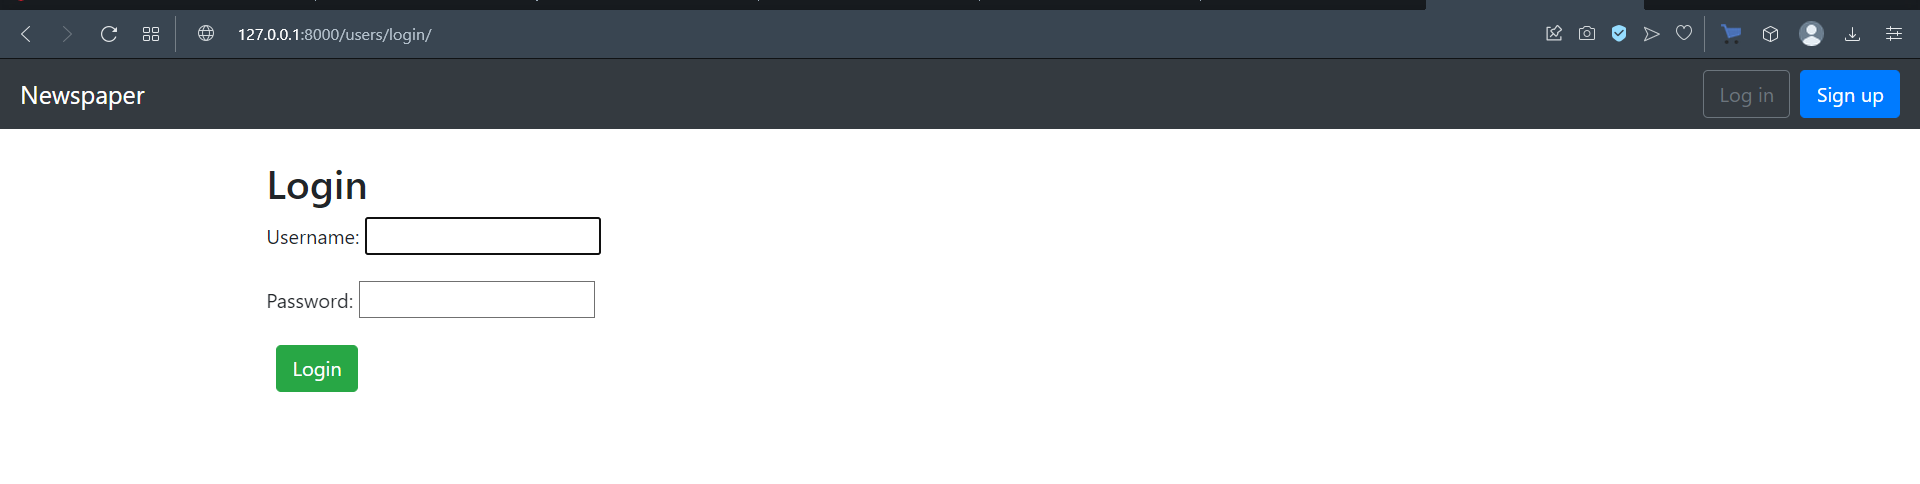 127.0.0.1:8000/users/login/
Newspaper
Log in
Sign up
Login
Username:
Password:
Login